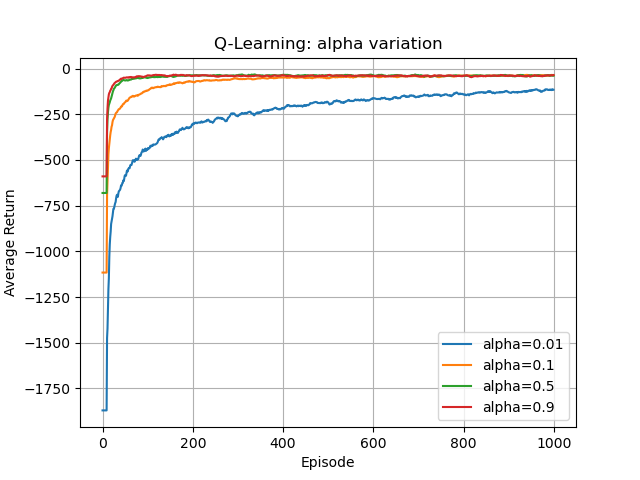 Q-Learning: alpha variation
Average Return
0
−250
−500
−750
−1000
−1250
−1500
−1750
0 200 400 600 800 1000
Episode
alpha=0.01
alpha=0.1
alpha=0.5
alpha=0.9